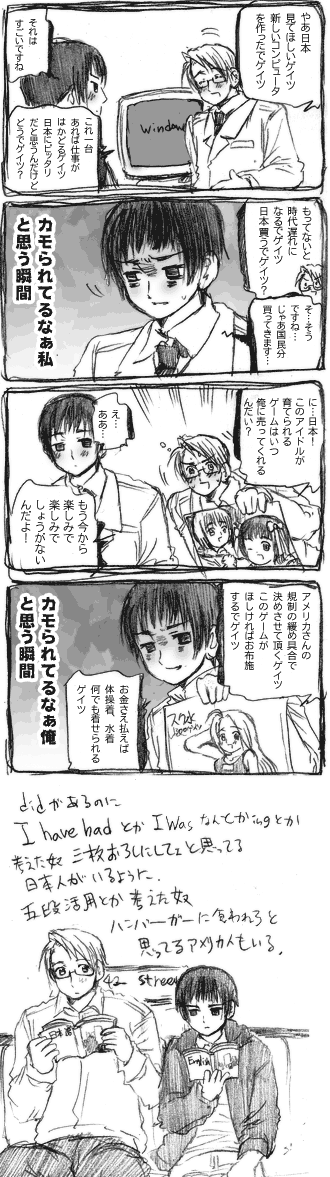 やあ日本
見てほしいゲイツ
新しいコンピュータ
を作ったでゲイツ
Window
それは
すごいですね
これ一台
あれば仕事が
はかどるゲイツ
日本にピッタリ
だと思うんだけど
どうでゲイツ?
もってないと、
時代遅れに
なるでゲイツ
日本買うでゲイツ?
そ…そう
ですね…
じゃあ国民分
買ってきます…
カモられてるなぁ私
と思う瞬間
に…日本!
このアイドルが
育てられる
ゲームはいつ
俺に売ってくれる
んだい?
え…
ああ…
もう今から
楽しみで
楽しみで
しょうがない
んだよ!
アメリカさんの
規制の緩め具合で
決めさせて頂くゲイツ
このゲームが
ほしければお布施
するでゲイツ
スク水
お金さえ払えば
体操着、水着
何でも着せられる
ゲイツ
カモられてるなぁ俺
と思う瞬間
didがあるのに
I have hadとか I wasなんてかingとか
考えた奴 三枚おろしにしてぇと思ってる
日本人がいるように、
五段活用とか考えた奴
ハンバーガーに食われろと
思ってるアメリカ人もいる。
42 street
日本語
English